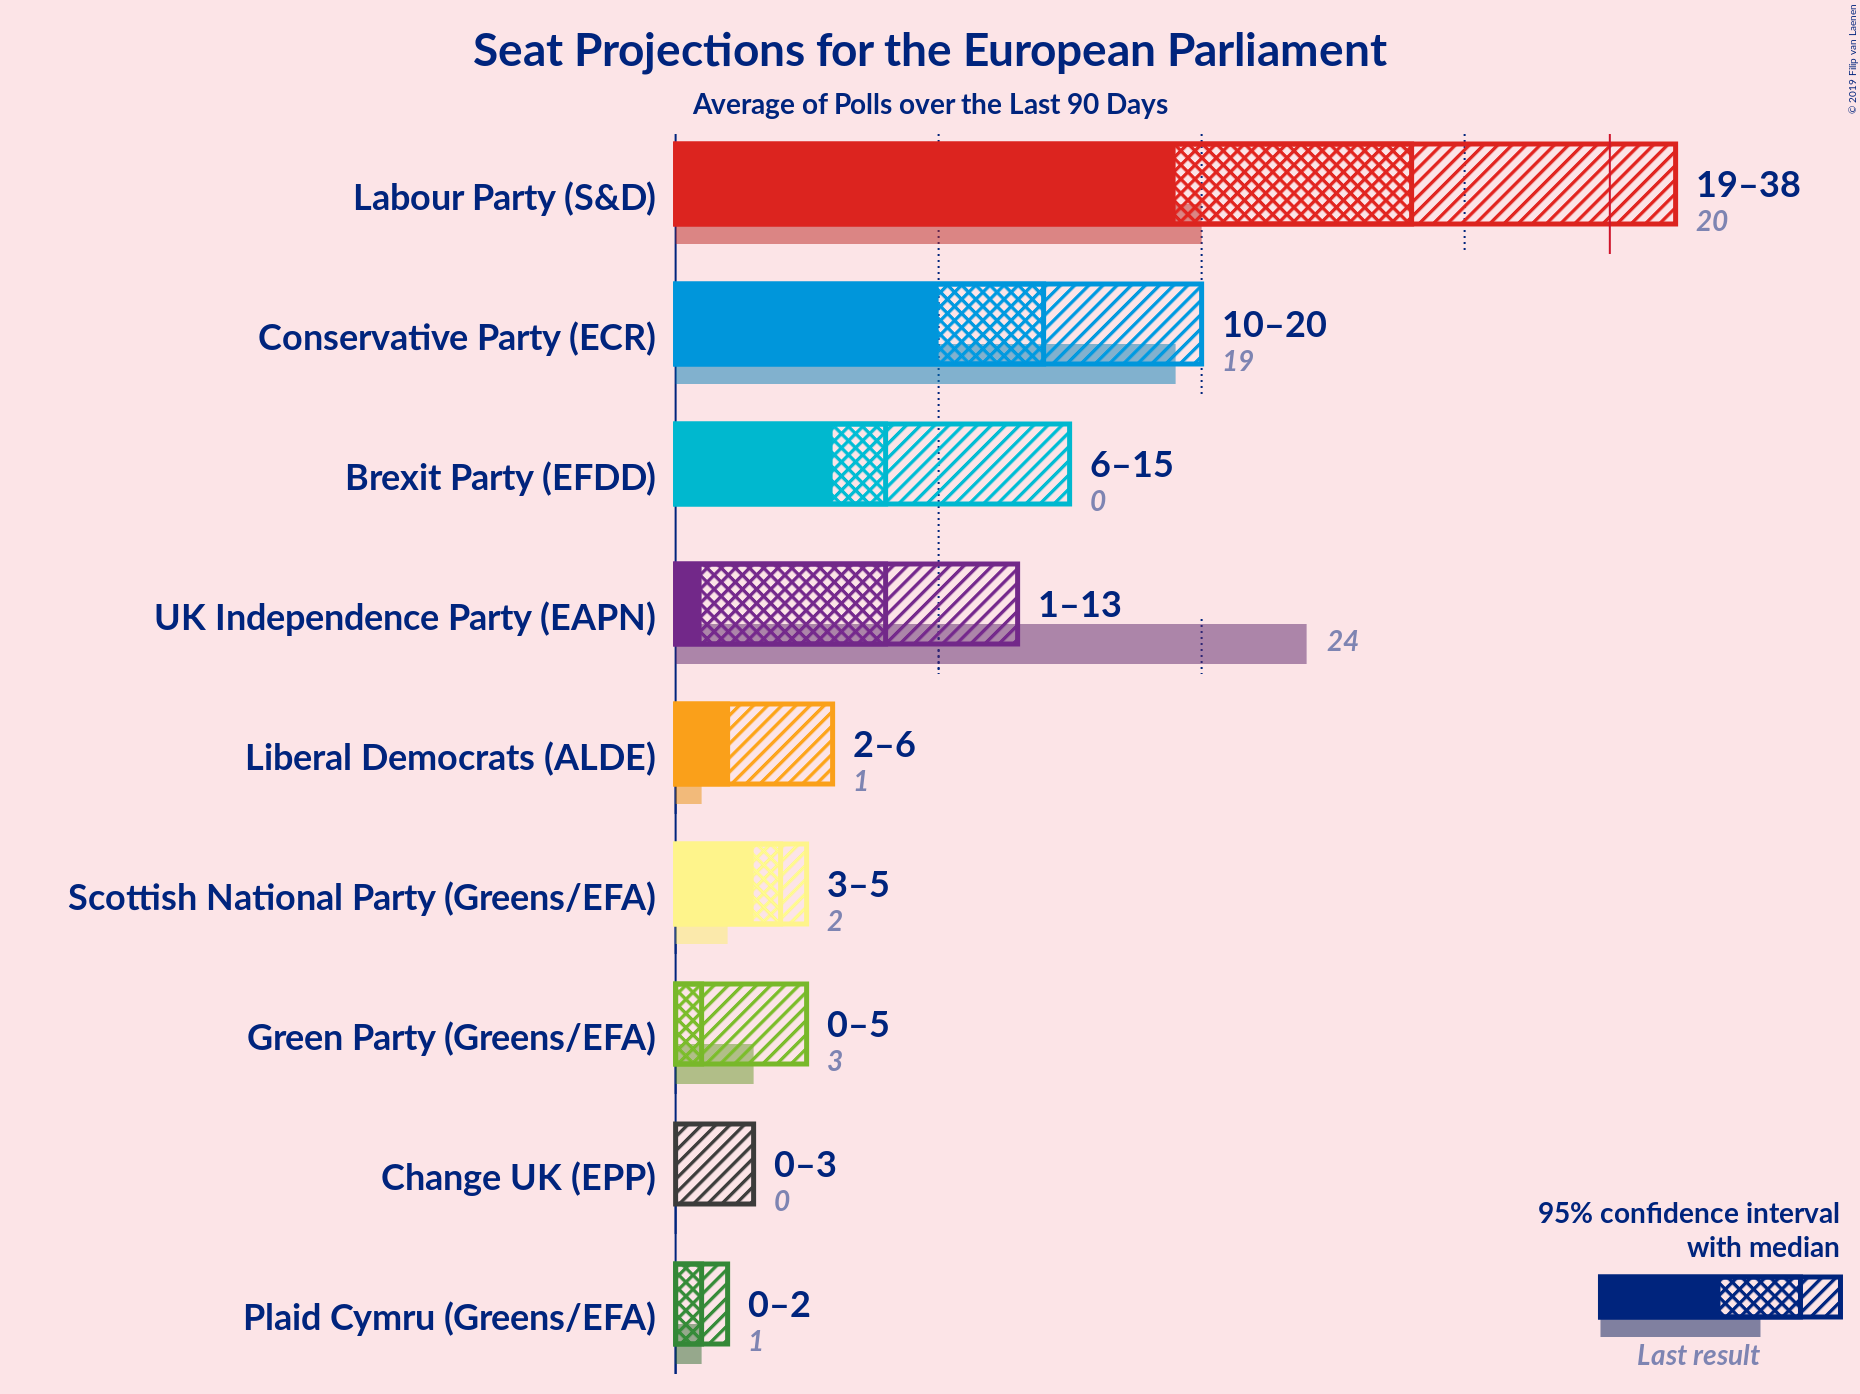 Seat Projections for the European Parliament
Average of Polls over the Last 90 Days
© 2019 Filip van Laenen
Labour Party (S&D)
19–38
20
Conservative Party (ECR)
10–20
19
Brexit Party (EFDD)
6–15
0
UK Independence Party (EAPN)
1–13
24
Liberal Democrats (ALDE)
2–6
1
Scottish National Party (Greens/EFA)
3–5
2
Green Party (Greens/EFA)
0–5
3
Change UK (EPP)
0–3
0
Plaid Cymru (Greens/EFA)
0–2
1
95% confidence interval
with median
Last result